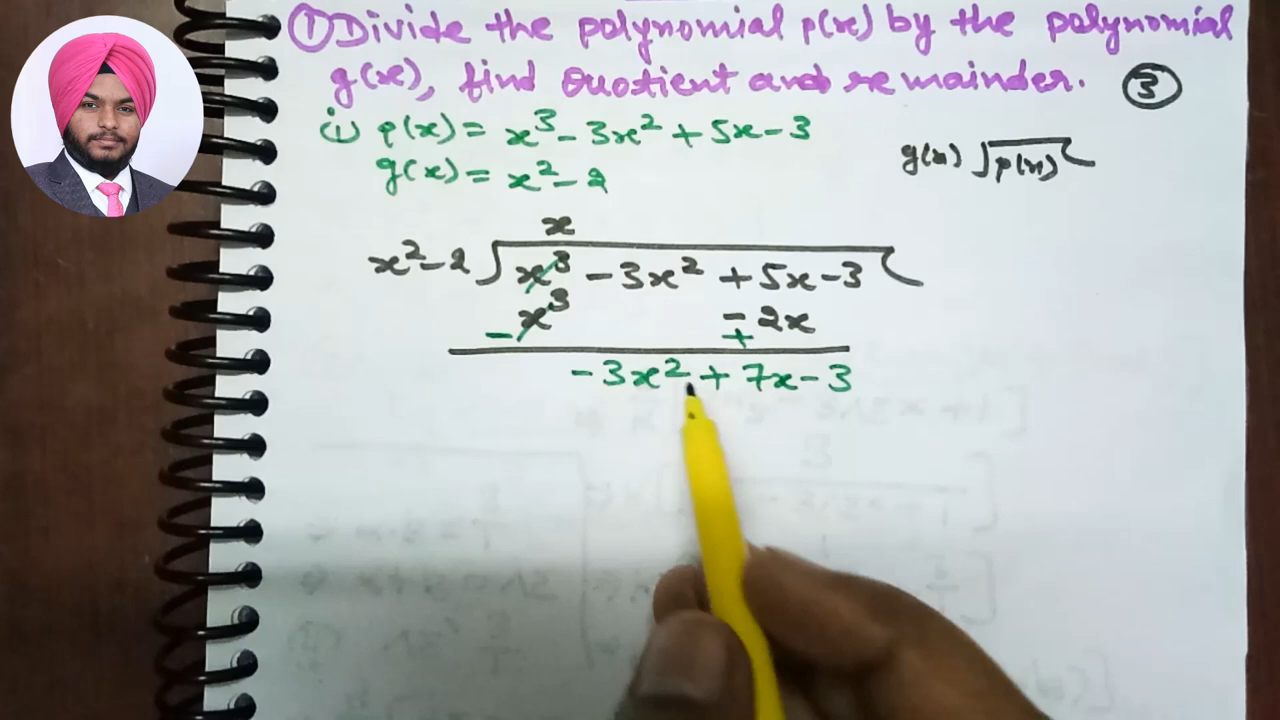 ① Divide the polynomial p(x) by the polynomial
g(x), find Quotient and remainder. ③
(i) p(x) = x³ - 3x² + 5x - 3
g(x) = x² - 2
g(x) √p(x)
x
x² - 2 √x³ - 3x² + 5x - 3
x³ - 2x
- +
- 3x² + 7x - 3